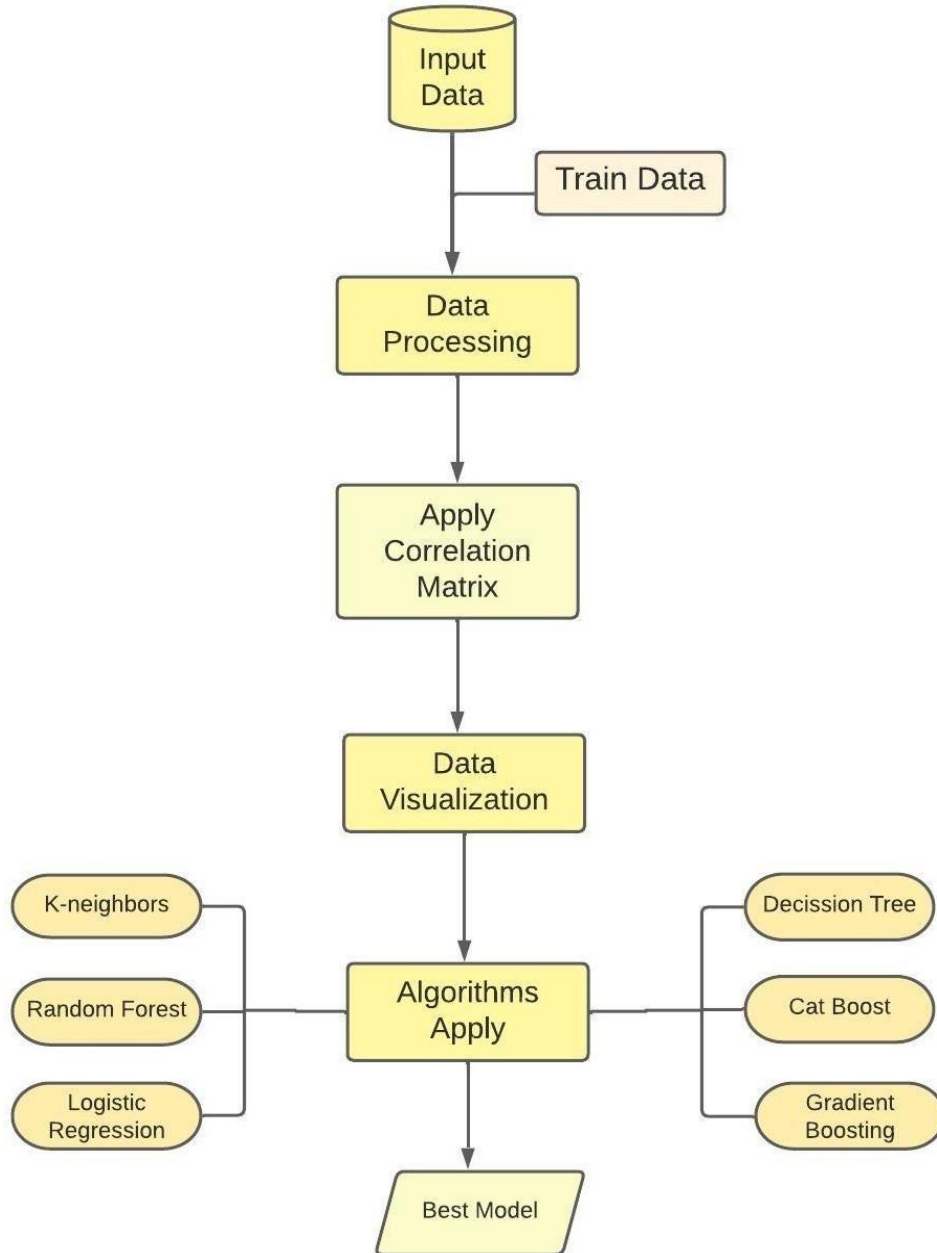 Input
Data
Train Data
Data
Processing
Apply
Correlation
Matrix
Data
Visualization
K-neighbors
Decission Tree
Random Forest
Algorithms
Apply
Cat Boost
Logistic
Regression
Gradient
Boosting
Best Model